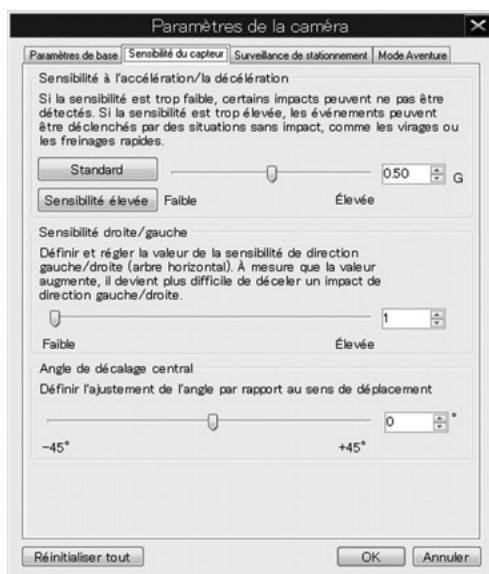 Paramètres de la caméra
Paramètres de base Sensibilité du capteur Surveillance de stationnement Mode Aventure
Sensibilité à l'accélération/la décélération
Si la sensibilité est trop faible, certains impacts peuvent ne pas être
détectés. Si la sensibilité est trop élevée, les événements peuvent
être déclenchés par des situations sans impact, comme les virages ou
les freinages rapides.
Standard
0.50 G
Sensibilité élevée Faible Élevée
Sensibilité droite/gauche
Définir et régler la valeur de la sensibilité de direction
gauche/droite (arbre horizontal). À mesure que la valeur
augmente, il devient plus difficile de déceler un impact de
direction gauche/droite.
1
Faible Élevée
Angle de décalage central
Définir l'ajustement de l'angle par rapport au sens de déplacement
0 °
-45° +45°
Réinitialiser tout OK Annuler